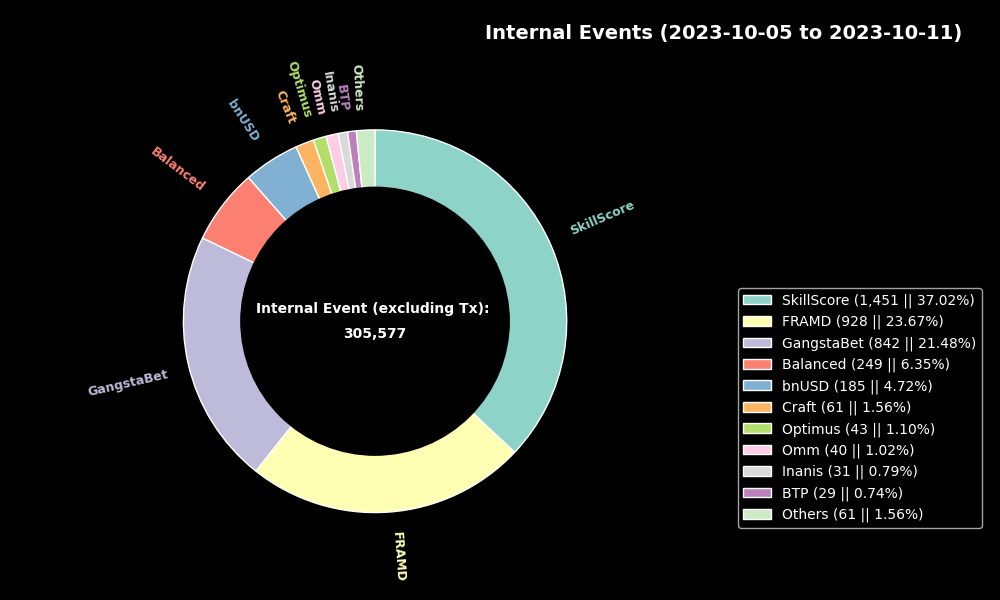 Internal Events (2023-10-05 to 2023-10-11)
Others
BTP
Inanis
Omm
Optimus
Craft
bnUSD
Balanced
SkillScore
GangstaBet
FRAMD
Internal Event (excluding Tx):
305,577
SkillScore (1,451 || 37.02%)
FRAMD (928 || 23.67%)
GangstaBet (842 || 21.48%)
Balanced (249 || 6.35%)
bnUSD (185 || 4.72%)
Craft (61 || 1.56%)
Optimus (43 || 1.10%)
Omm (40 || 1.02%)
Inanis (31 || 0.79%)
BTP (29 || 0.74%)
Others (61 || 1.56%)